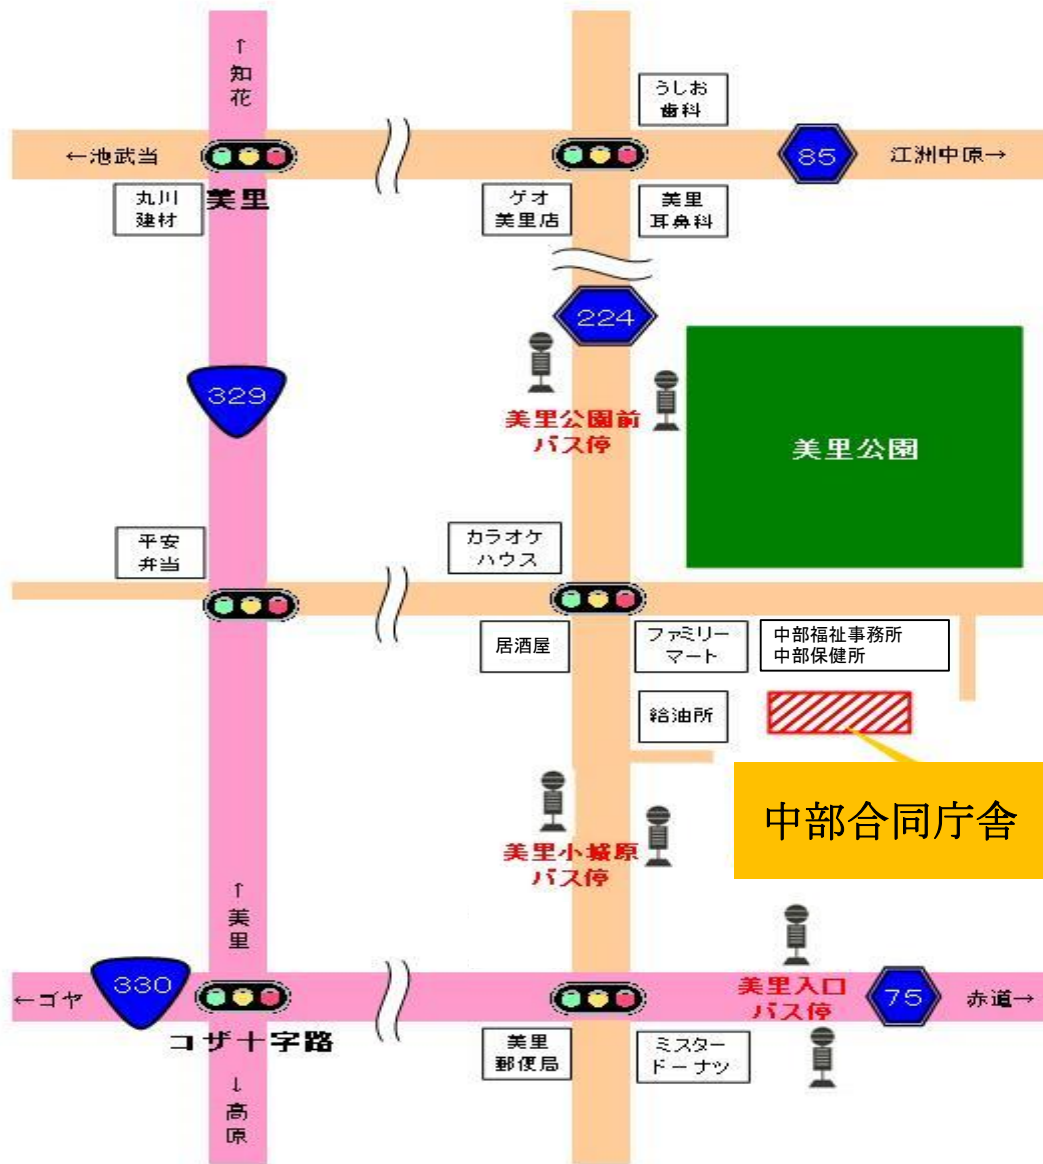 ↑知花
うしお
歯科
←池武当
85
江洲中原→
丸川
建材
美里
ゲオ
美里店
美里
耳鼻科
224
329
美里公園前
バス停
美里公園
平安
弁当
カラオケ
ハウス
居酒屋
ファミリー
マート
中部福祉事務所
中部保健所
給油所
中部合同庁舎
美里小城原
バス停
↑美里
←ゴヤ
330
美里入口
バス停
75
赤道→
コザ十字路
美里
郵便局
ミスター
ドーナツ
↓高原